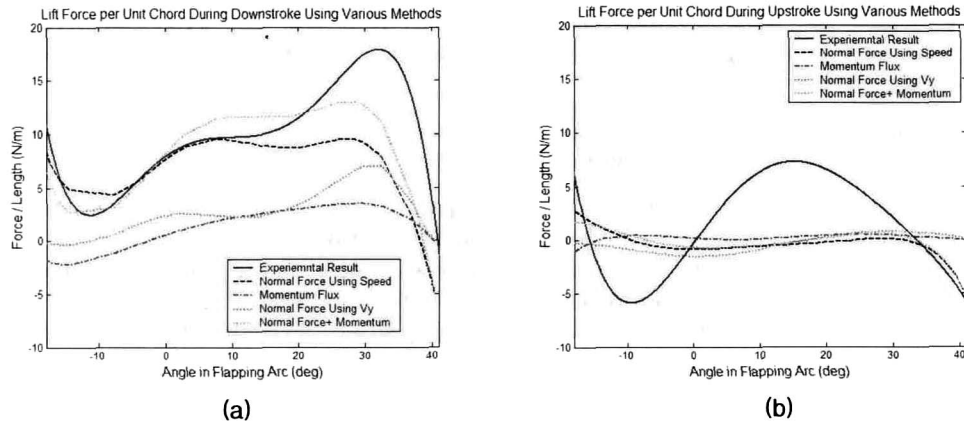 Lift Force per Unit Chord During Downstroke Using Various Methods
20
15
10
5
0
-5
-10
Force / Length (N/m)
Experiemntal Result
Normal Force Using Speed
Momentum Flux
Normal Force Using Vy
Normal Force+ Momentum
-10
0
10
20
30
40
Angle in Flapping Arc (deg)
(a)
Lift Force per Unit Chord During Upstroke Using Various Methods
20
15
10
5
0
-5
-10
Force / Length (N/m)
Experiemntal Result
Normal Force Using Speed
Momentum Flux
Normal Force Using Vy
Normal Force+ Momentum
-10
0
10
20
30
40
Angle in Flapping Arc (deg)
(b)